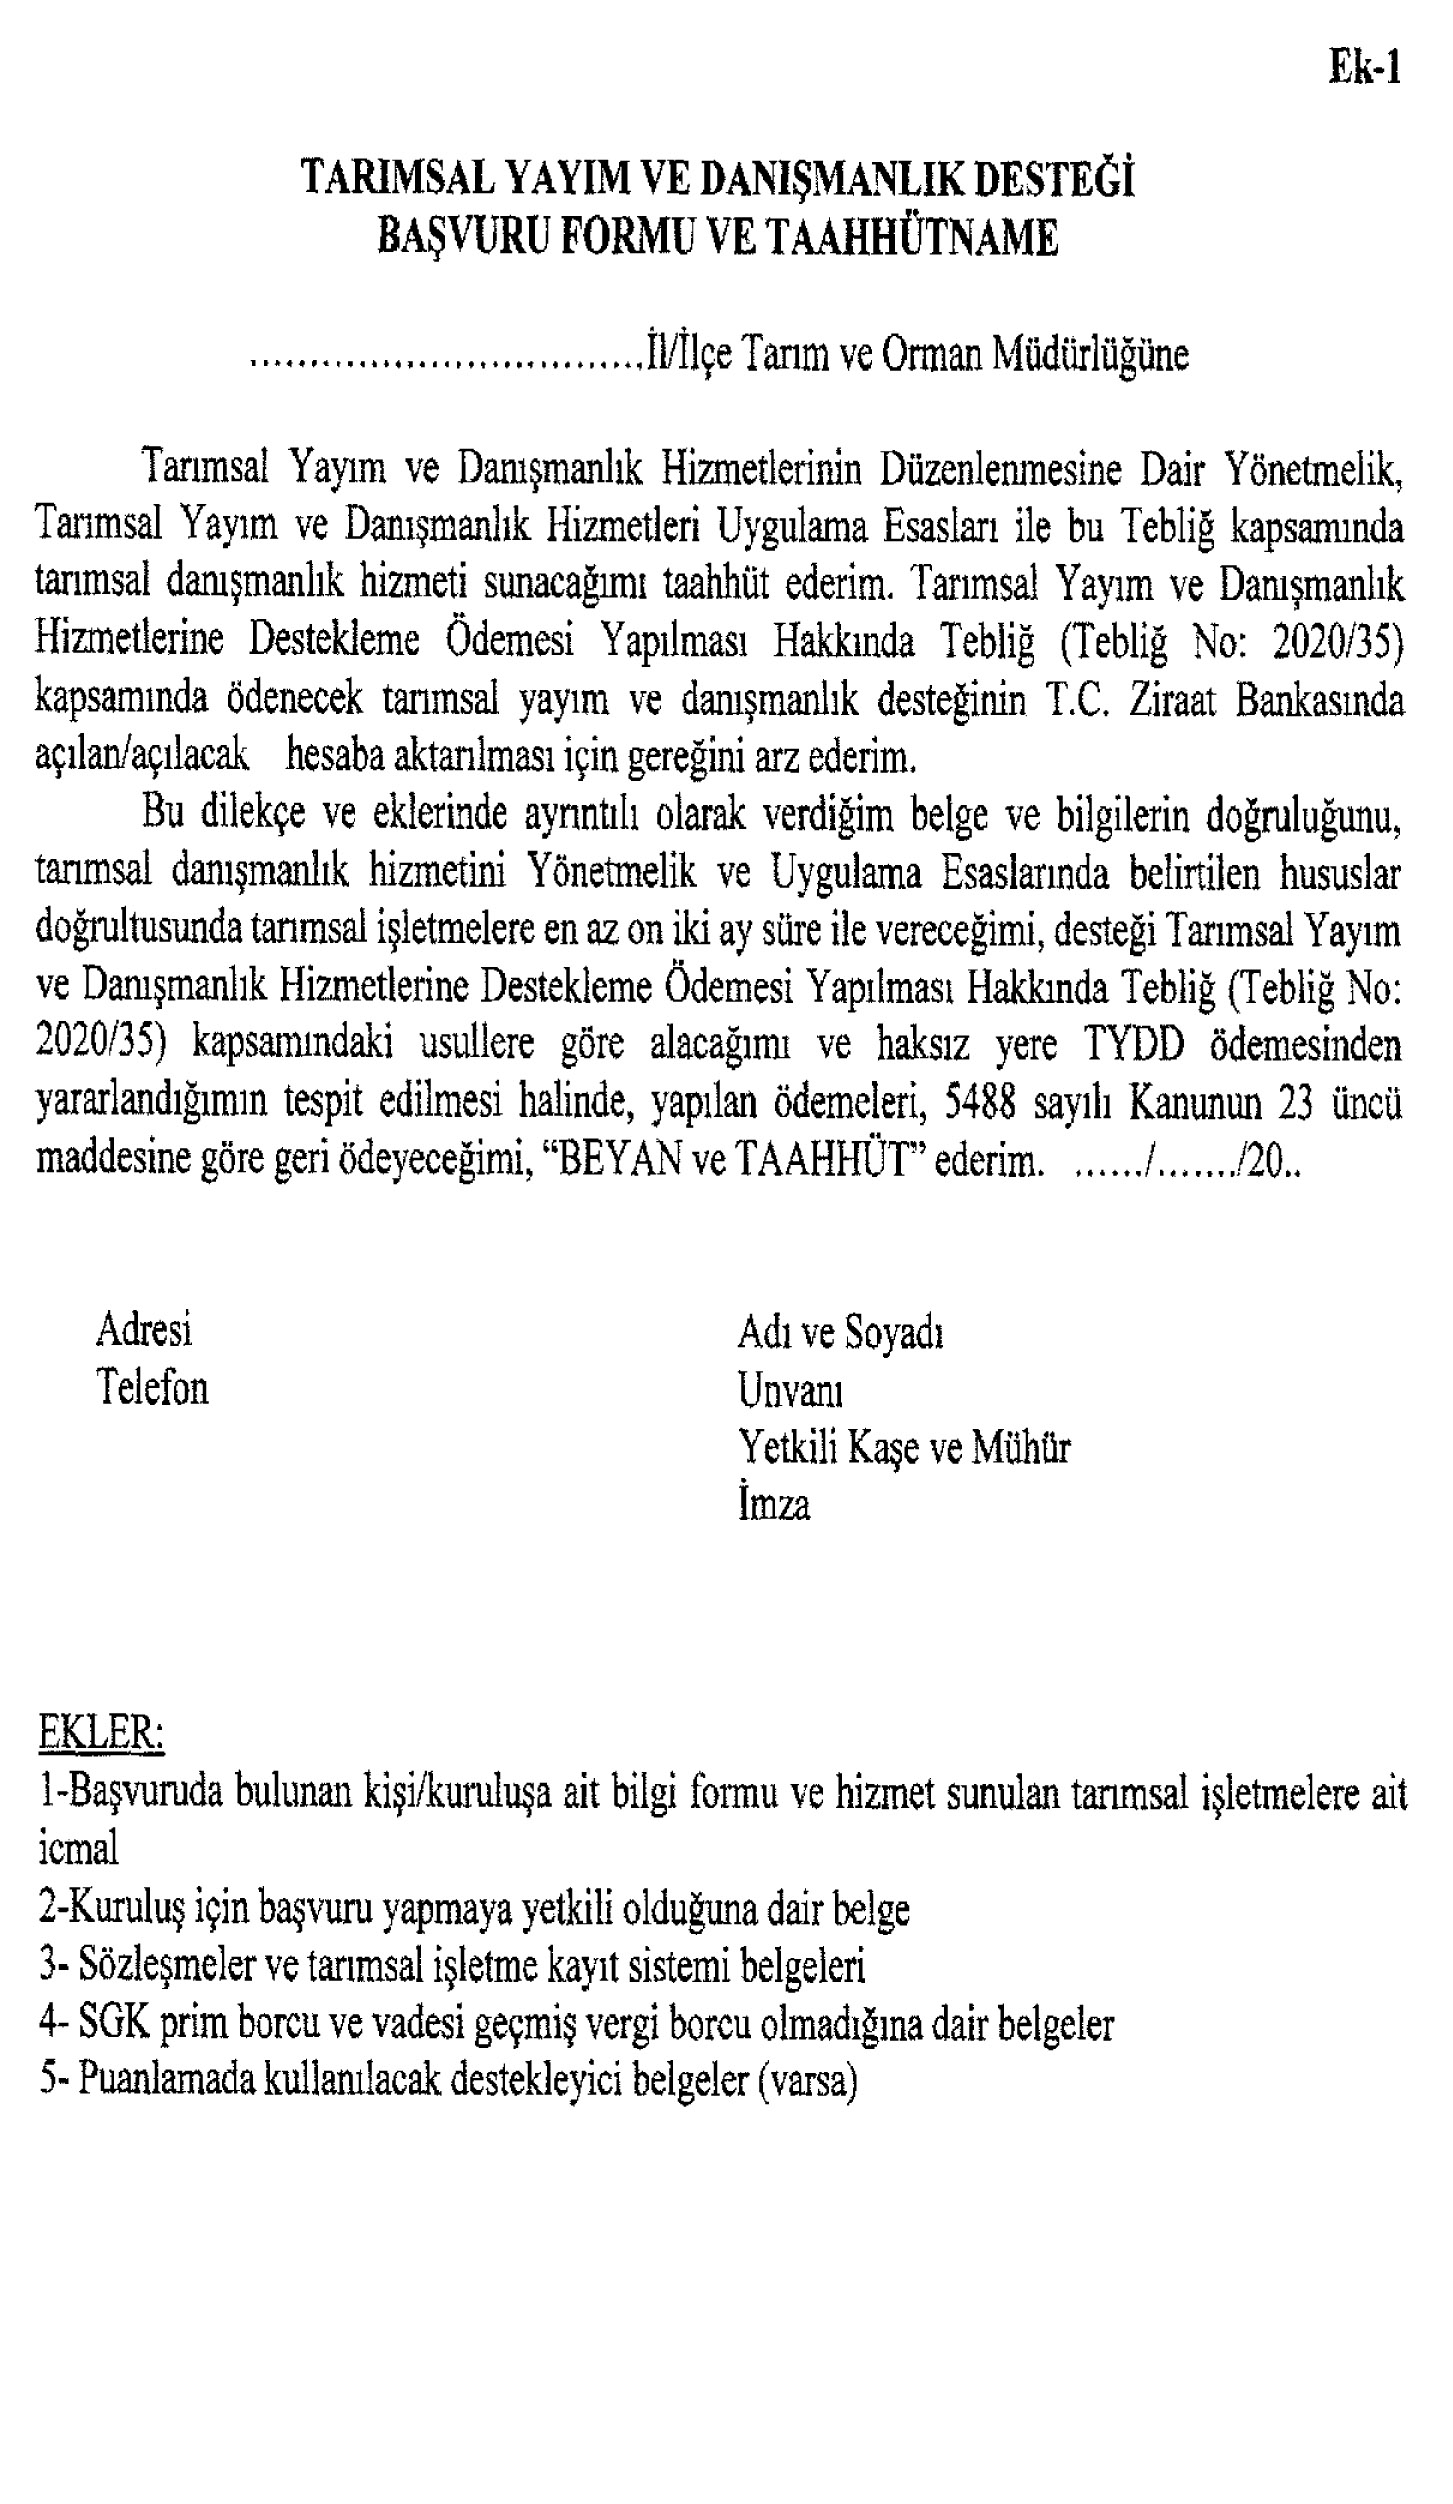 Ek-1
TARIMSAL YAYIM VE DANIŞMANLIK DESTEĞİ
BAŞVURU FORMU VE TAAHHÜTNAME
................................İl/İlçe Tarım ve Orman Müdürlüğüne
Tarımsal Yayım ve Danışmanlık Hizmetlerinin Düzenlenmesine Dair Yönetmelik,
Tarımsal Yayım ve Danışmanlık Hizmetleri Uygulama Esasları ile bu Tebliğ kapsamında
tarımsal danışmanlık hizmeti sunacağımı taahhüt ederim. Tarımsal Yayım ve Danışmanlık
Hizmetlerine Destekleme Ödemesi Yapılması Hakkında Tebliğ (Tebliğ No: 2020/35)
kapsamında ödenecek tarımsal yayım ve danışmanlık desteğinin T.C. Ziraat Bankasında
açılan/açılacak hesaba aktarılması için gereğini arz ederim.
Bu dilekçe ve eklerinde ayrıntılı olarak verdiğim belge ve bilgilerin doğruluğunu,
tarımsal danışmanlık hizmetini Yönetmelik ve Uygulama Esaslarında belirtilen hususlar
doğrultusunda tarımsal işletmelere en az on iki ay süre ile vereceğimi, desteği Tarımsal Yayım
ve Danışmanlık Hizmetlerine Destekleme Ödemesi Yapılması Hakkında Tebliğ (Tebliğ No:
2020/35) kapsamındaki usullere göre alacağımı ve haksız yere TYDD ödemesinden
yararlandığımın tespit edilmesi halinde, yapılan ödemeleri, 5488 sayılı Kanunun 23 üncü
maddesine göre geri ödeyeceğimi, “BEYAN ve TAAHHÜT” ederim. ....../......./20..
Adresi
Telefon
Adı ve Soyadı
Unvanı
Yetkili Kaşe ve Mühür
İmza
EKLER:
1-Başvuruda bulunan kişi/kuruluşa ait bilgi formu ve hizmet sunulan tarımsal işletmelere ait
icmal
2-Kuruluş için başvuru yapmaya yetkili olduğuna dair belge
3- Sözleşmeler ve tarımsal işletme kayıt sistemi belgeleri
4- SGK prim borcu ve vadesi geçmiş vergi borcu olmadığına dair belgeler
5- Puanlamada kullanılacak destekleyici belgeler (varsa)